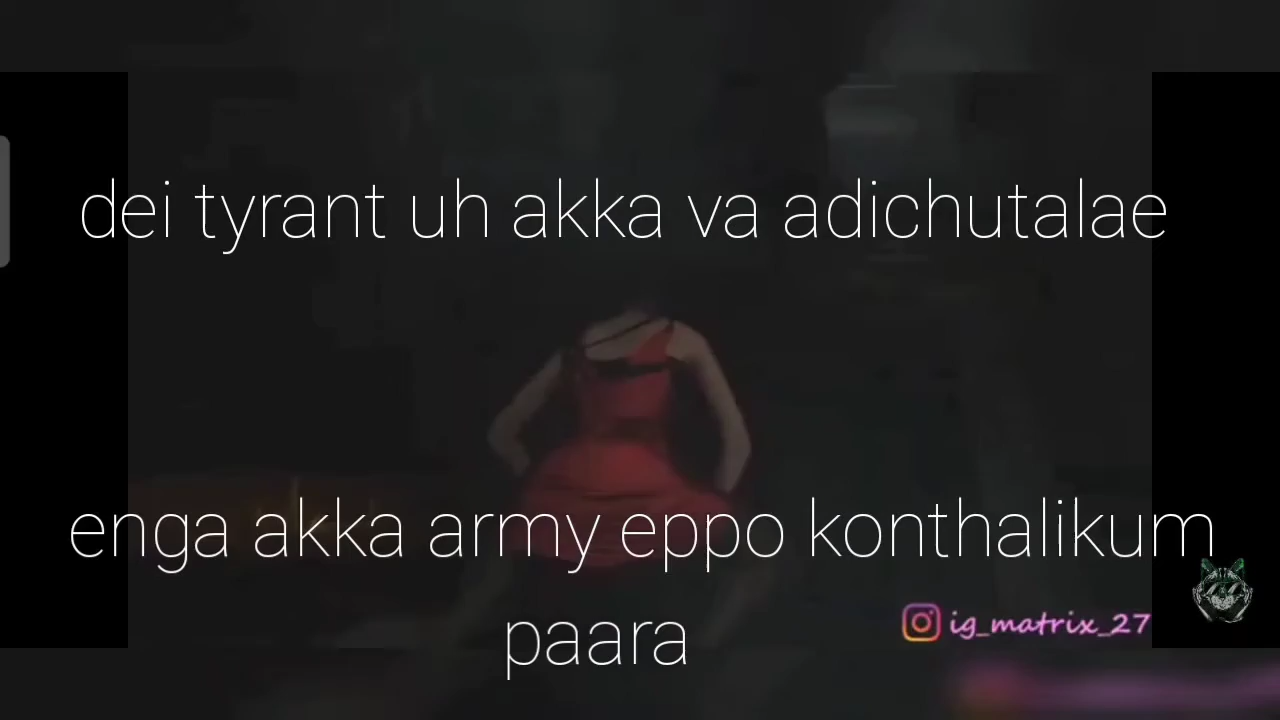 dei tyrant uh akka va adichutalae
enga akka army eppo konthalikum
paara
ig_matrix_27